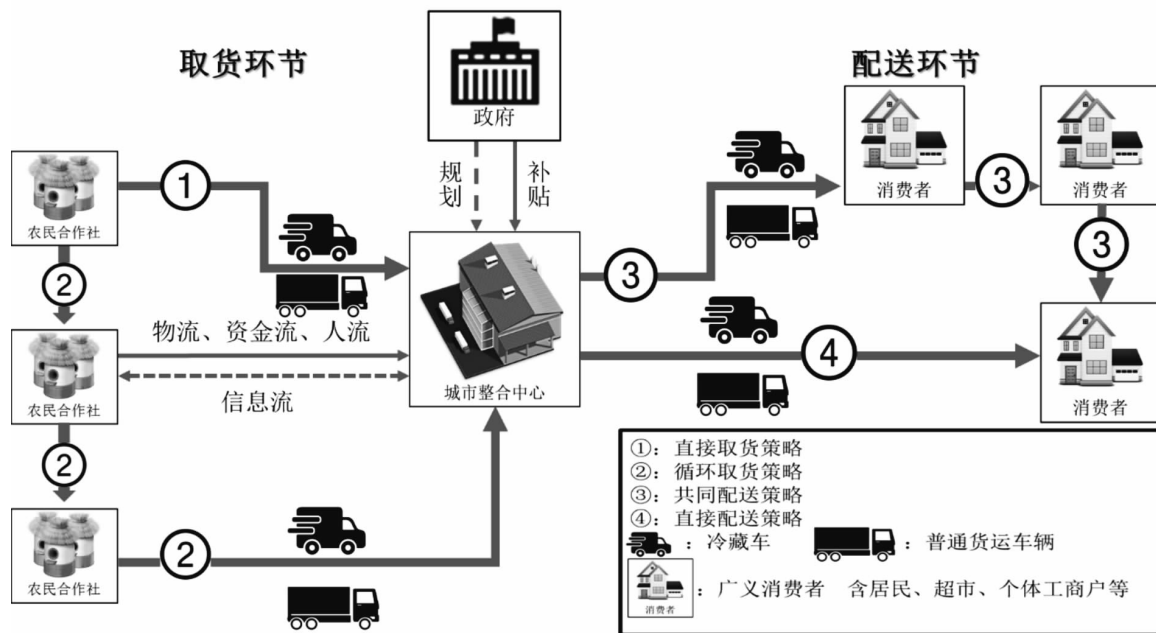 取货环节
配送环节
政府
规划
补贴
农民合作社
①
②
农民合作社
物流、资金流、人流
信息流
②
农民合作社
②
城市整合中心
③
消费者
③
消费者
③
④
消费者
①：直接取货策略
②：循环取货策略
③：共同配送策略
④：直接配送策略
：冷藏车
：普通货运车辆
消费者
：广义消费者 含居民、超市、个体工商户等